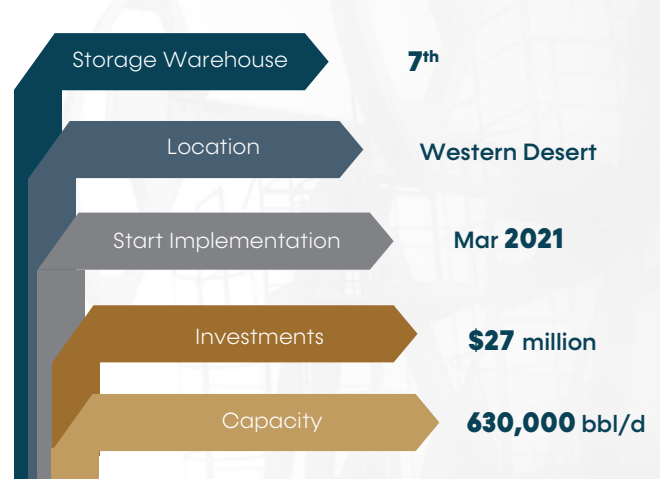 Storage Warehouse 7th
Location Western Desert
Start Implementation Mar 2021
Investments $27 million
Capacity 630,000 bbl/d